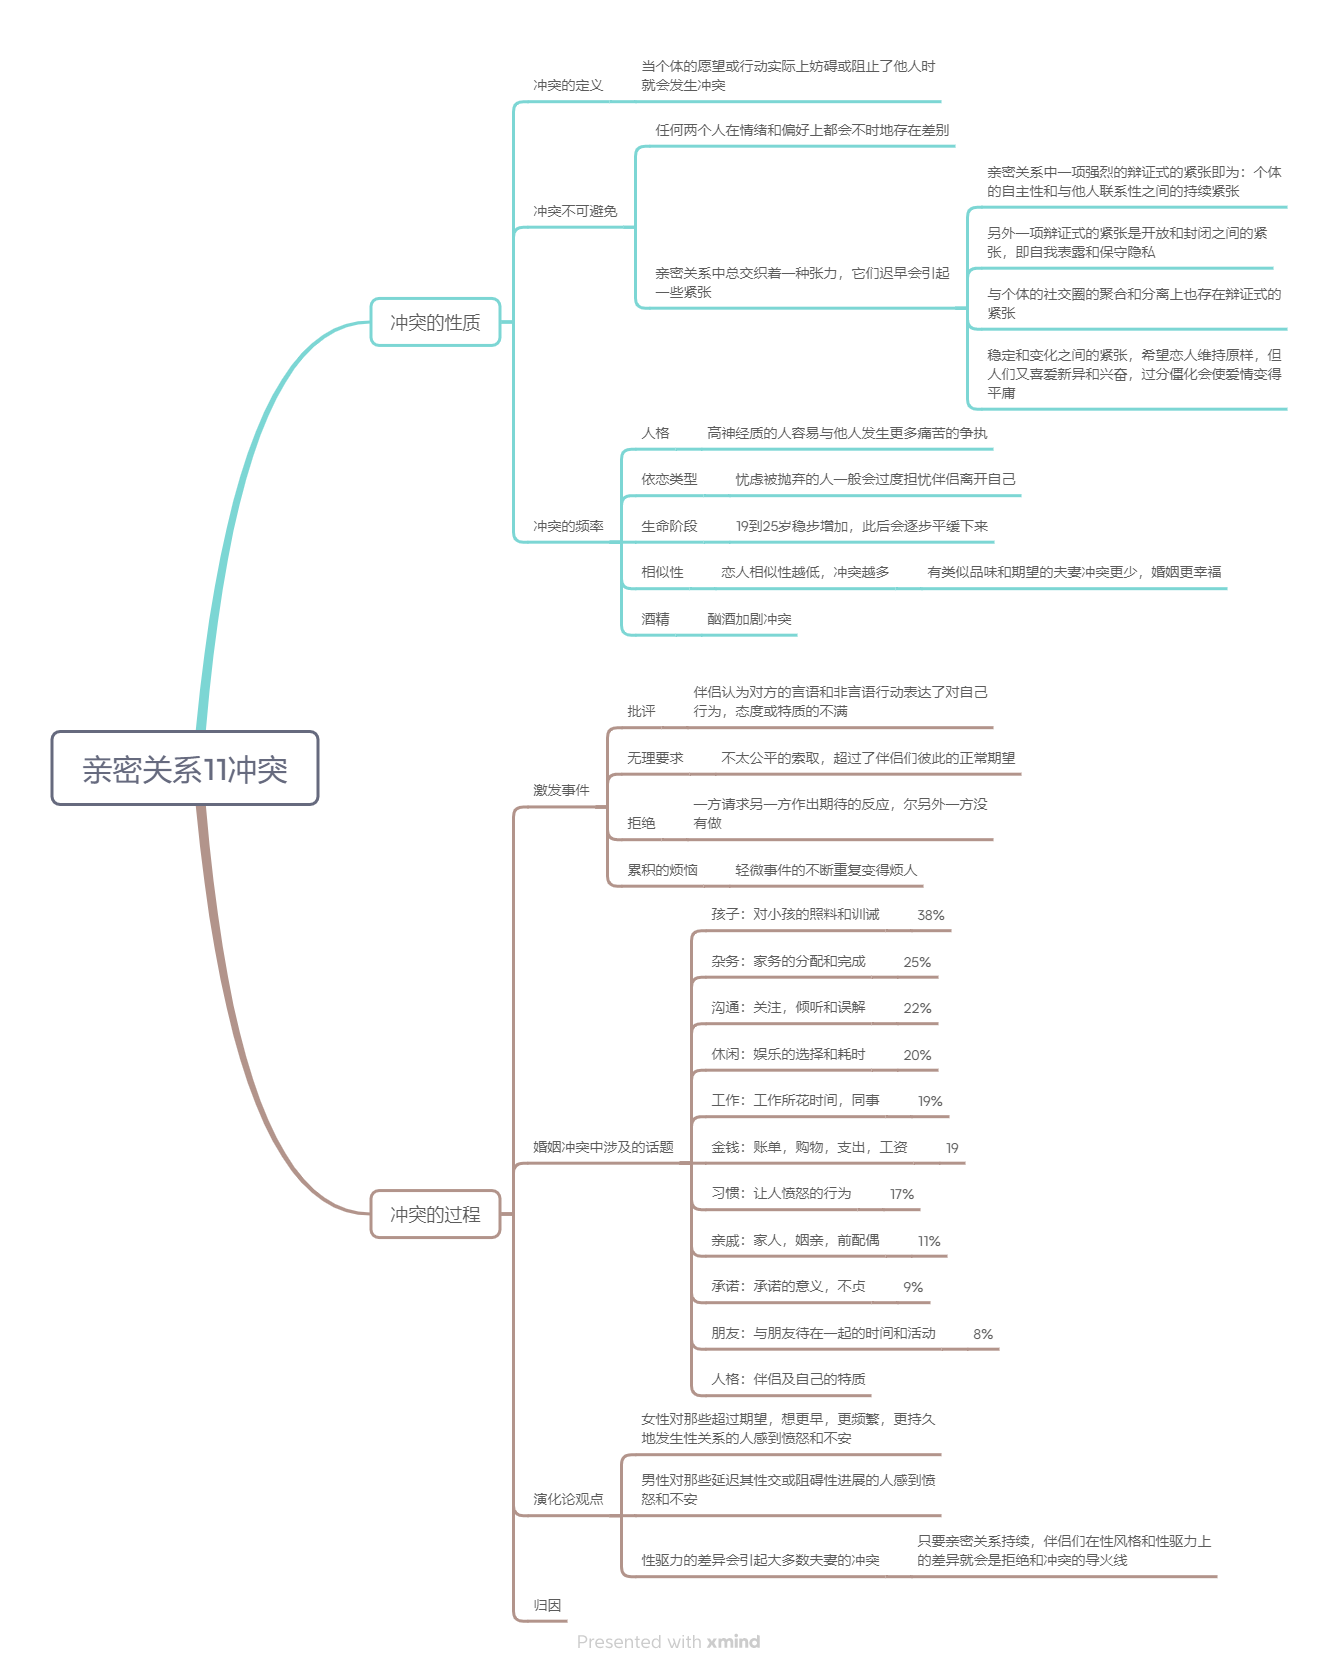 亲密关系11冲突
冲突的性质
冲突的定义
当个体的愿望或行动实际上妨碍或阻止了他人时
就会发生冲突
冲突不可避免
任何两个人在情绪和偏好上都会不时地存在差别
亲密关系中总交织着一种张力，它们迟早会引起
一些紧张
亲密关系中一项强烈的辩证式的紧张即为：个体
的自主性和与他人联系性之间的持续紧张
另外一项辩证式的紧张是开放和封闭之间的紧
张，即自我表露和保守隐私
与个体的社交圈的聚合和分离上也存在辩证式的
紧张
稳定和变化之间的紧张，希望恋人维持原样，但
人们又喜爱新异和兴奋，过分僵化会使爱情变得
平庸
冲突的频率
人格
高神经质的人容易与他人发生更多痛苦的争执
依恋类型
忧虑被抛弃的人一般会过度担忧伴侣离开自己
生命阶段
19到25岁稳步增加，此后会逐步平缓下来
相似性
恋人相似性越低，冲突越多
有类似品味和期望的夫妻冲突更少，婚姻更幸福
酒精
酗酒加剧冲突
冲突的过程
激发事件
批评
伴侣认为对方的言语和非言语行动表达了对自己
行为，态度或特质的不满
无理要求
不太公平的索取，超过了伴侣们彼此的正常期望
拒绝
一方请求另一方作出期待的反应，尔另外一方没
有做
累积的烦恼
轻微事件的不断重复变得烦人
婚姻冲突中涉及的话题
孩子：对小孩的照料和训诫
38%
杂务：家务的分配和完成
25%
沟通：关注，倾听和误解
22%
休闲：娱乐的选择和耗时
20%
工作：工作所花时间，同事
19%
金钱：账单，购物，支出，工资
19
习惯：让人愤怒的行为
17%
亲戚：家人，姻亲，前配偶
11%
承诺：承诺的意义，不贞
9%
朋友：与朋友待在一起的时间和活动
8%
人格：伴侣及自己的特质
演化论观点
女性对那些超过期望，想更早，更频繁，更持久
地发生性关系的人感到愤怒和不安
男性对那些延迟其性交或阻碍性进展的人感到愤
怒和不安
性驱力的差异会引起大多数夫妻的冲突
只要亲密关系持续，伴侣们在性风格和性驱力上
的差异就会是拒绝和冲突的导火线
归因
Presented with xmind